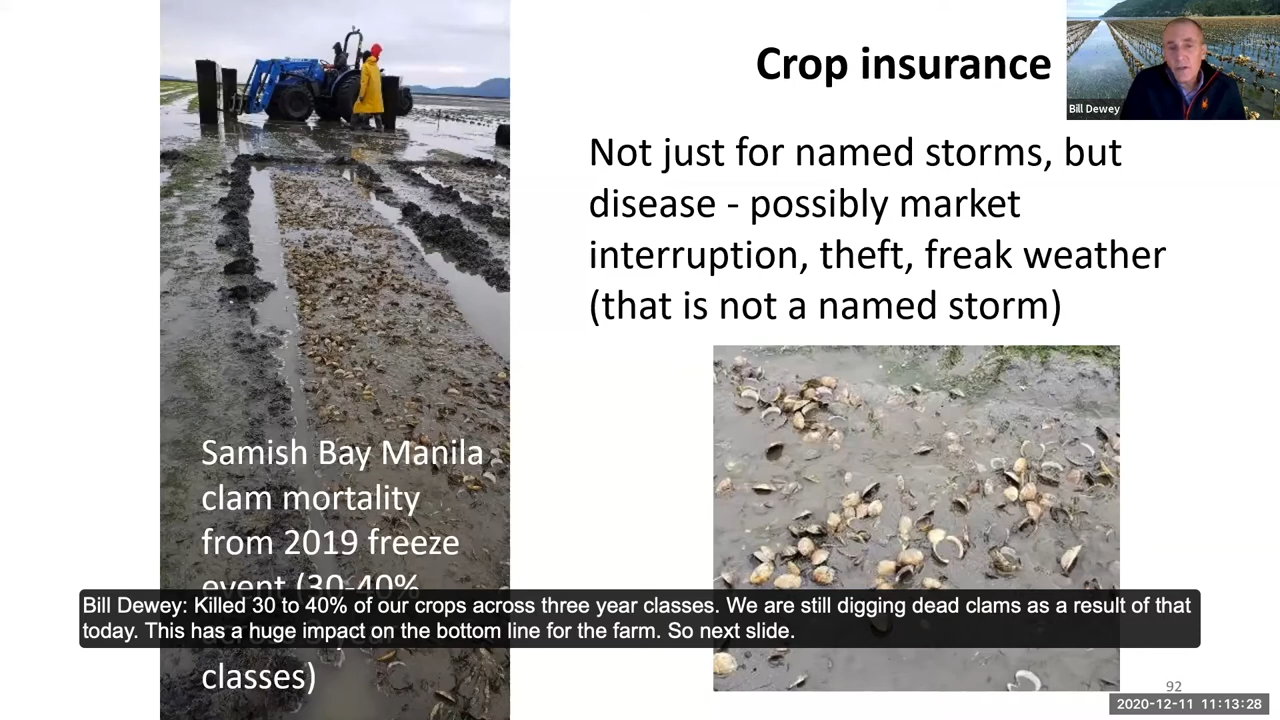 Crop insurance
Bill Dewey
Not just for named storms, but
disease - possibly market
interruption, theft, freak weather
(that is not a named storm)
Samish Bay Manila
clam mortality
from 2019 freeze
event (30-40%
classes)
Bill Dewey: Killed 30 to 40% of our crops across three year classes. We are still digging dead clams as a result of that
today. This has a huge impact on the bottom line for the farm. So next slide.
92
2020-12-11 11:13:28